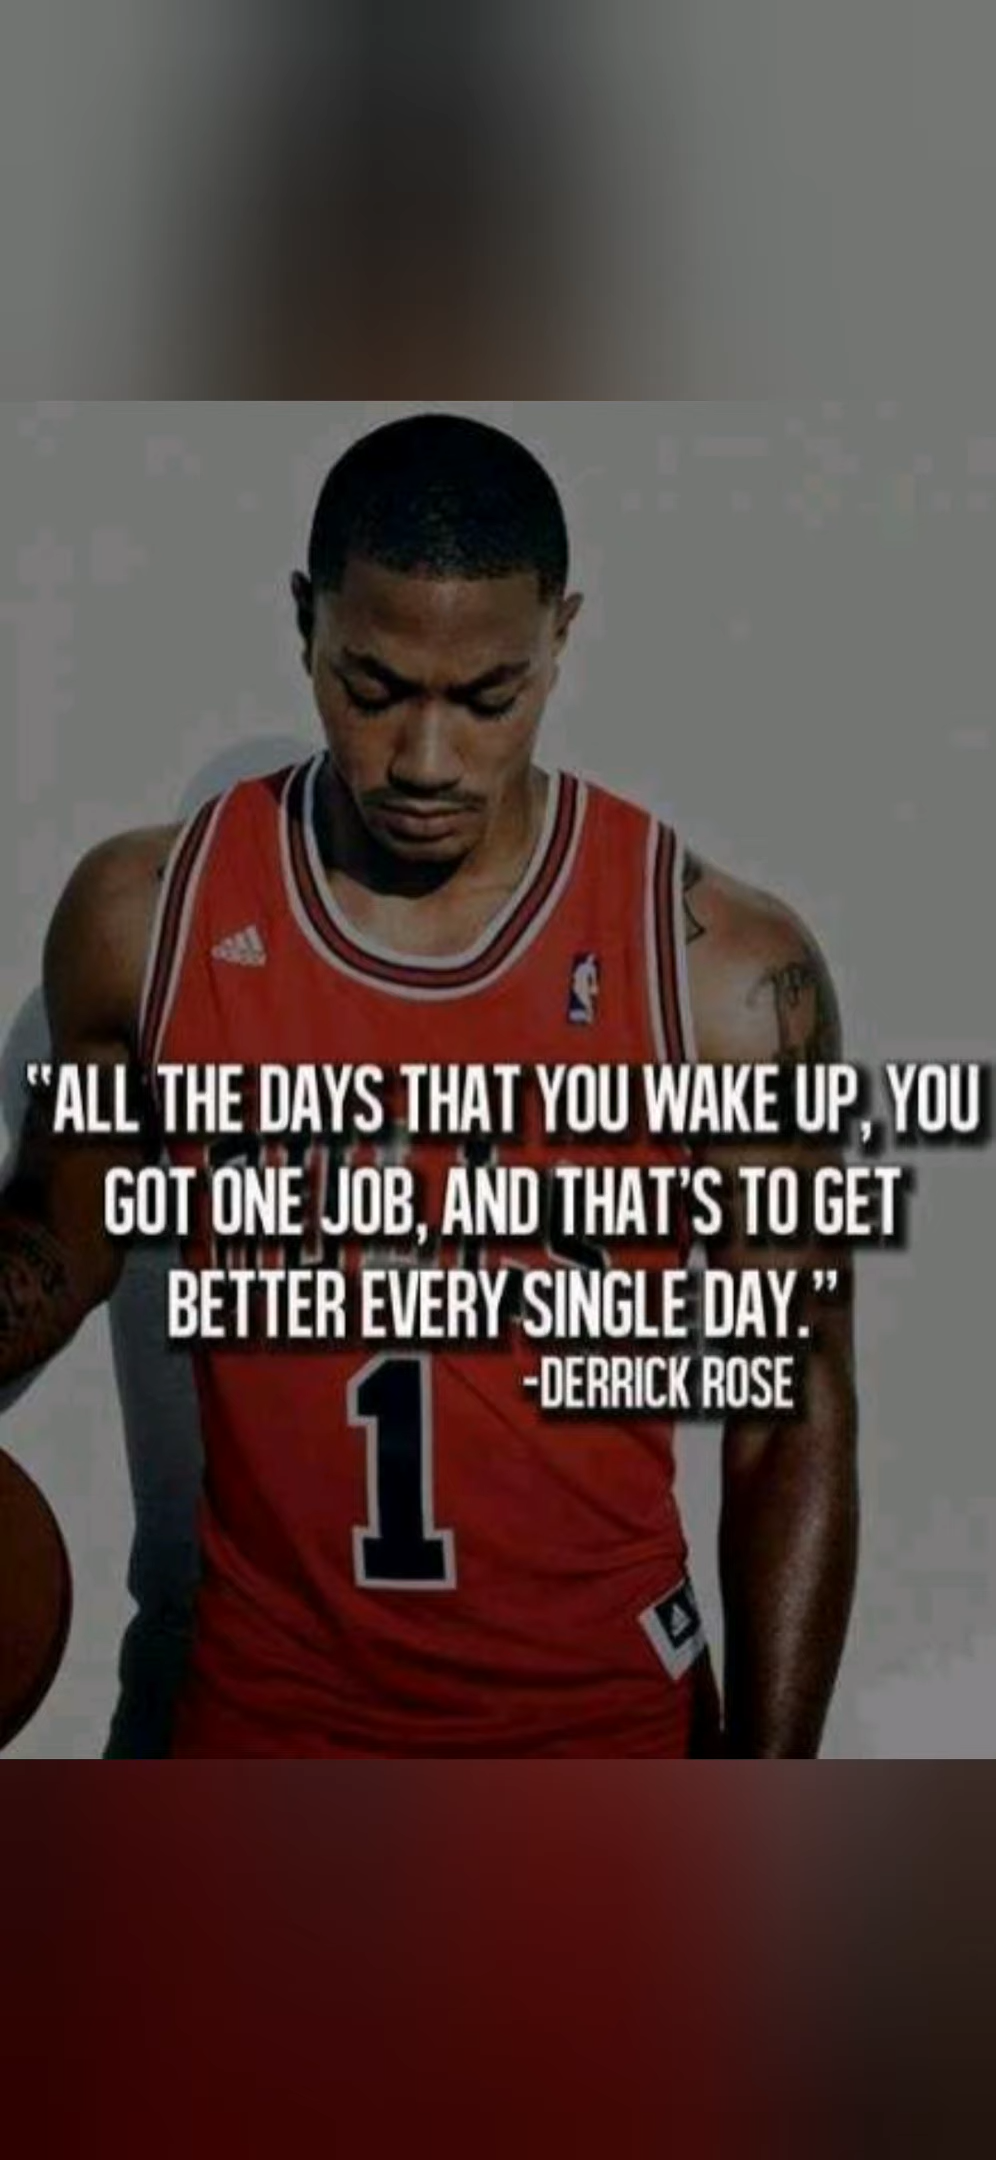 adidas
“ALL THE DAYS THAT YOU WAKE UP, YOU
GOT ONE JOB, AND THAT’S TO GET
BETTER EVERY SINGLE DAY.”
-DERRICK ROSE
1